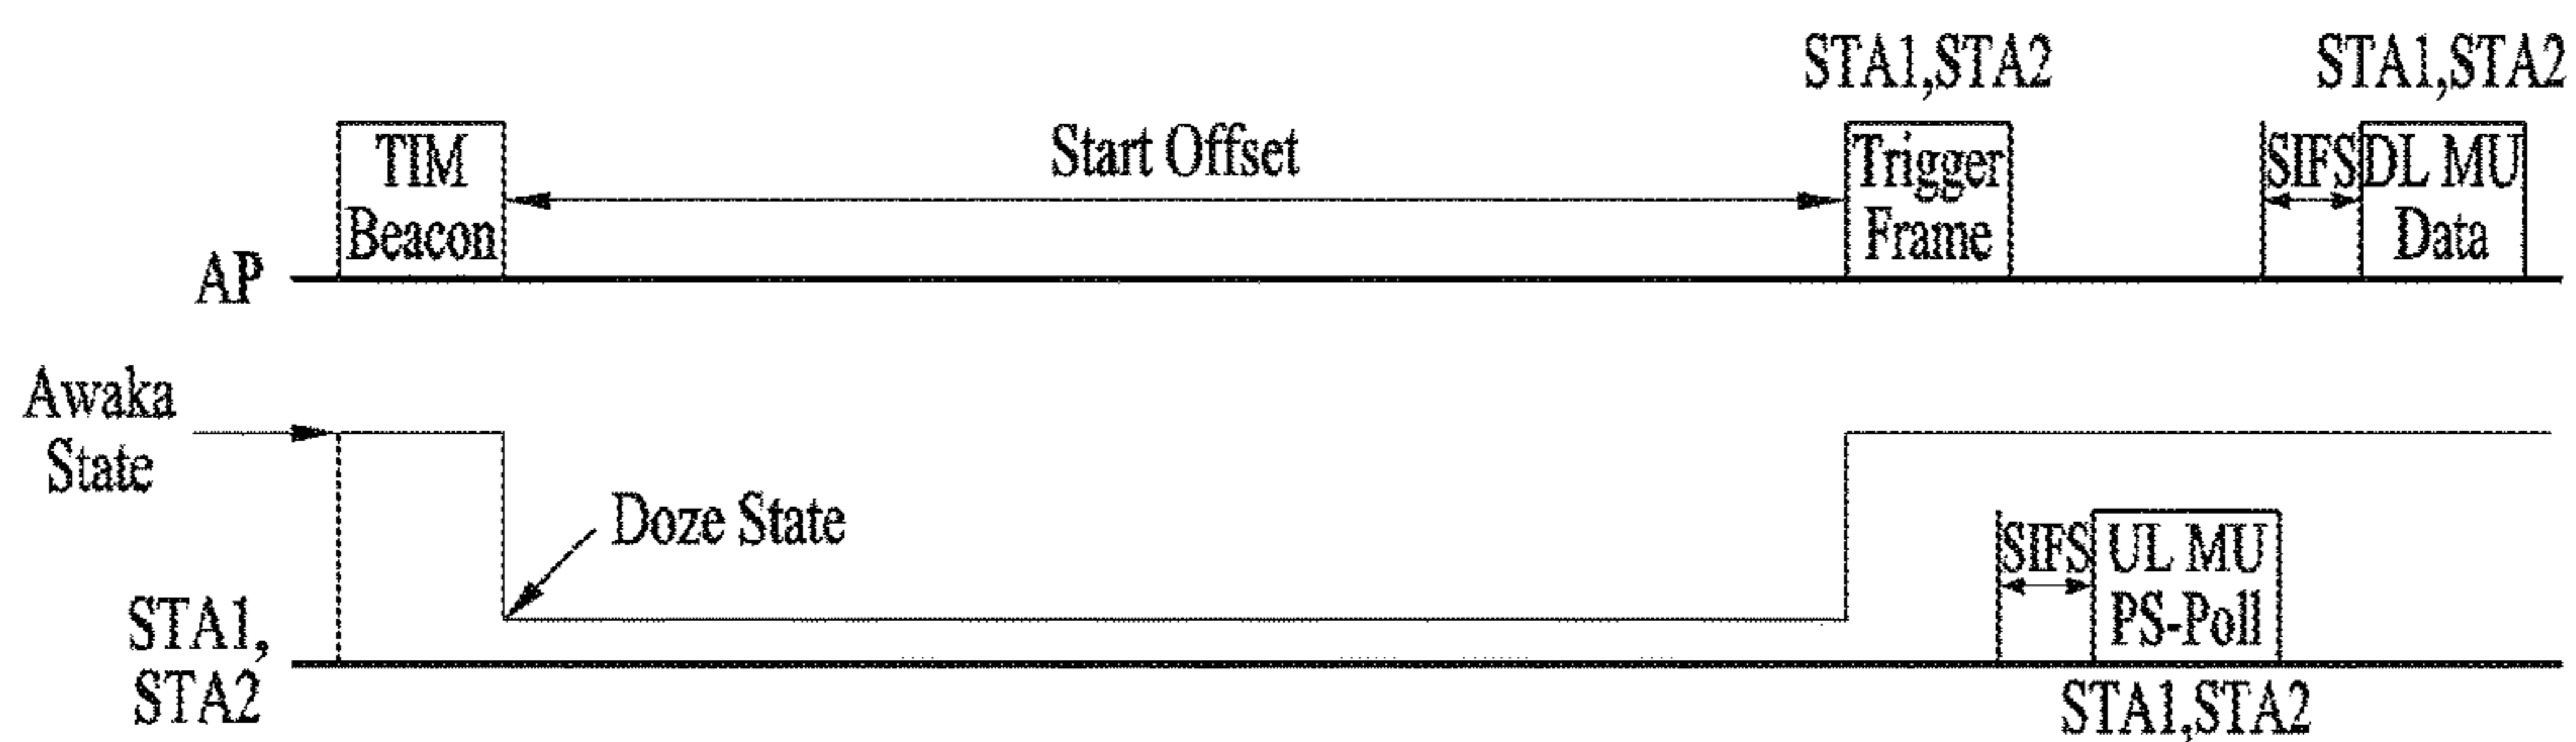 STA1,STA2
STA1,STA2
TIM
Beacon
Start Offset
Trigger
Frame
SIFS
DL MU
Data
AP
Awaka
State
Doze State
SIFS
UL MU
PS-Poll
STA1,
STA2
STA1,STA2